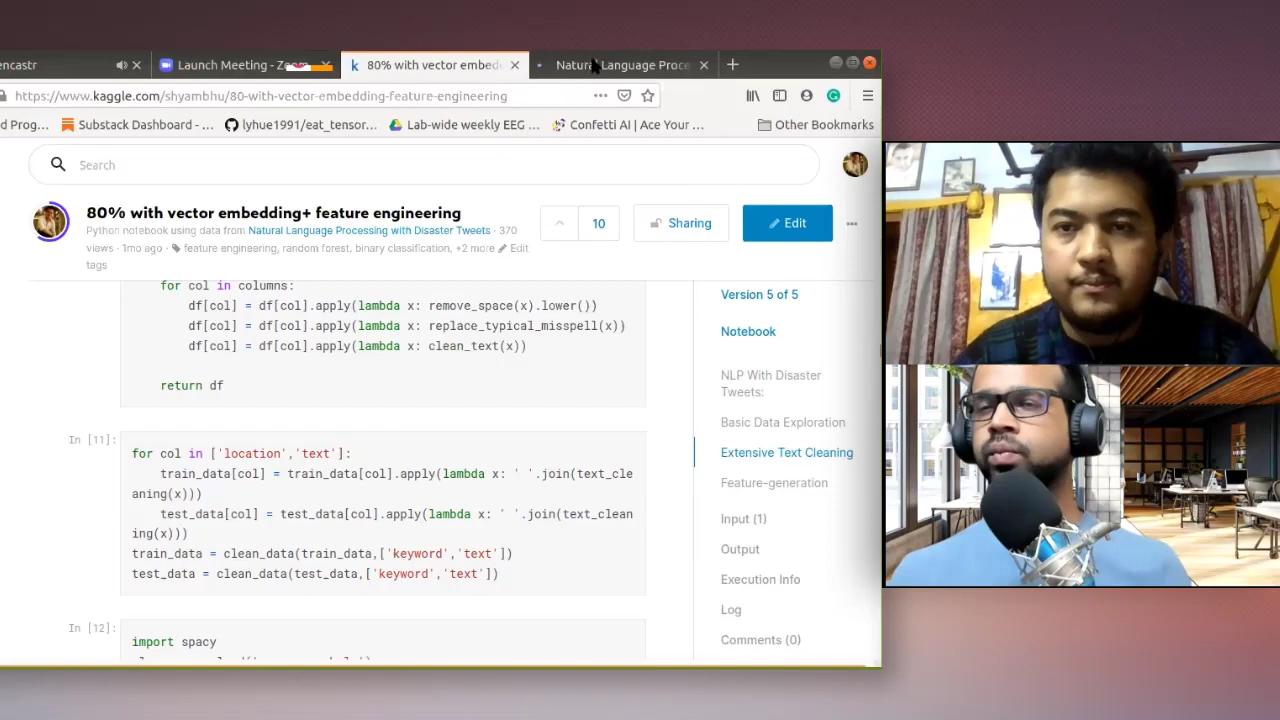 encastr
Launch Meeting - Zoom
k 80% with vector embed
Natural Language Proce
https://www.kaggle.com/siyambhu/80-with-vector-embedding-feature-engineering
d Prog...
Substack Dashboard - ...
lyhue1991/eat_tensor...
Lab-wide weekly EEG ...
Confetti AI | Ace Your ...
Other Bookmarks
Search
80% with vector embedding+ feature engineering
Python notebook using data from Natural Language Processing with Disaster Tweets · 370
views · 1mo ago · feature engineering, random forest, binary classification, +2 more Edit
tags
10
Sharing
Edit
for col in columns:
df[col] = df[col].apply(lambda x: remove_space(x).lower())
df[col] = df[col].apply(lambda x: replace_typical_misspell(x))
df[col] = df[col].apply(lambda x: clean_text(x))
return df
In [11]:
for col in ['location','text']:
train_data[col] = train_data[col].apply(lambda x: ' '.join(text_cle
aning(x)))
test_data[col] = test_data[col].apply(lambda x: ' '.join(text_clean
ing(x)))
train_data = clean_data(train_data,['keyword','text'])
test_data = clean_data(test_data,['keyword','text'])
In [12]:
import spacy
Version 5 of 5
Notebook
NLP With Disaster
Tweets:
Basic Data Exploration
Extensive Text Cleaning
Feature-generation
Input (1)
Output
Execution Info
Log
Comments (0)